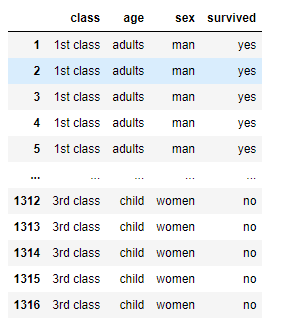 class age sex survived
1 1st class adults man yes
2 1st class adults man yes
3 1st class adults man yes
4 1st class adults man yes
5 1st class adults man yes
... ... ... ... ...
1312 3rd class child women no
1313 3rd class child women no
1314 3rd class child women no
1315 3rd class child women no
1316 3rd class child women no